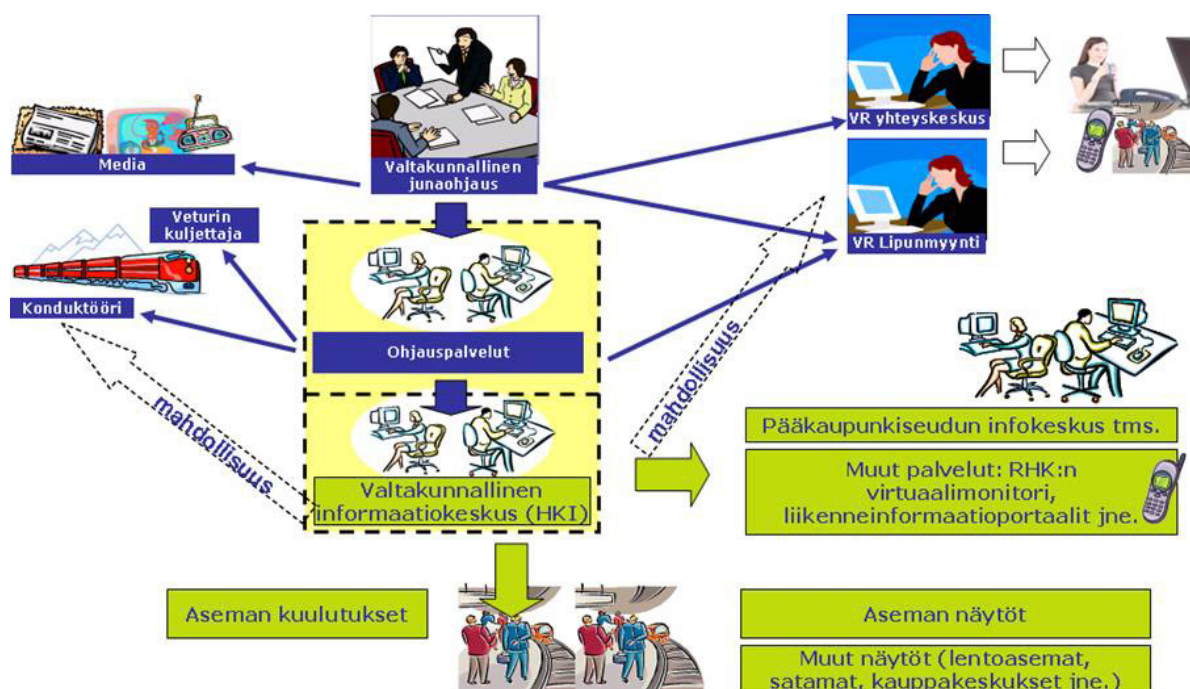 Media
Valtakunnallinen
junaohjaus
VR yhteyskeskus
VR Lipunmyynti
Veturin
kuljettaja
Konduktööri
Ohjauspalvelut
mahdollisuus
mahdollisuus
Valtakunnallinen
informaatiokeskus (HKI)
Pääkaupunkiseudun infokeskus tms.
Muut palvelut: RHK:n
virtuaalimonitori,
liikenneinformaatioportaalit jne.
Aseman kuulutukset
Aseman näytöt
Muut näytöt (lentoasemat,
satamat, kauppakeskukset jne.)